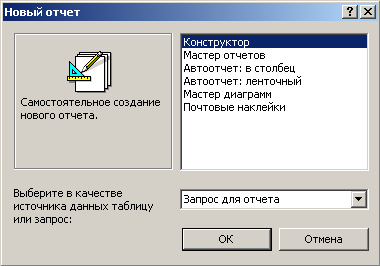 Новый отчет
Самостоятельное создание
нового отчета.
Конструктор
Мастер отчетов
Автоотчет: в столбец
Автоотчет: ленточный
Мастер диаграмм
Почтовые наклейки
Выберите в качестве
источника данных таблицу
или запрос:
Запрос для отчета
ОК
Отмена